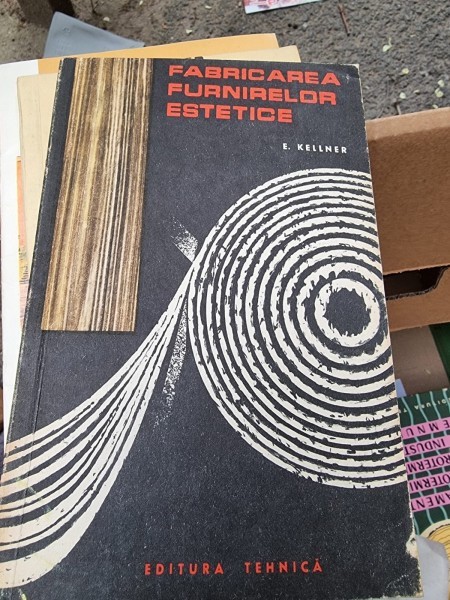 FABRICAREA
FURNIRELOR
ESTETICE
E. KELLNER
EDITURA TEHNICĂ